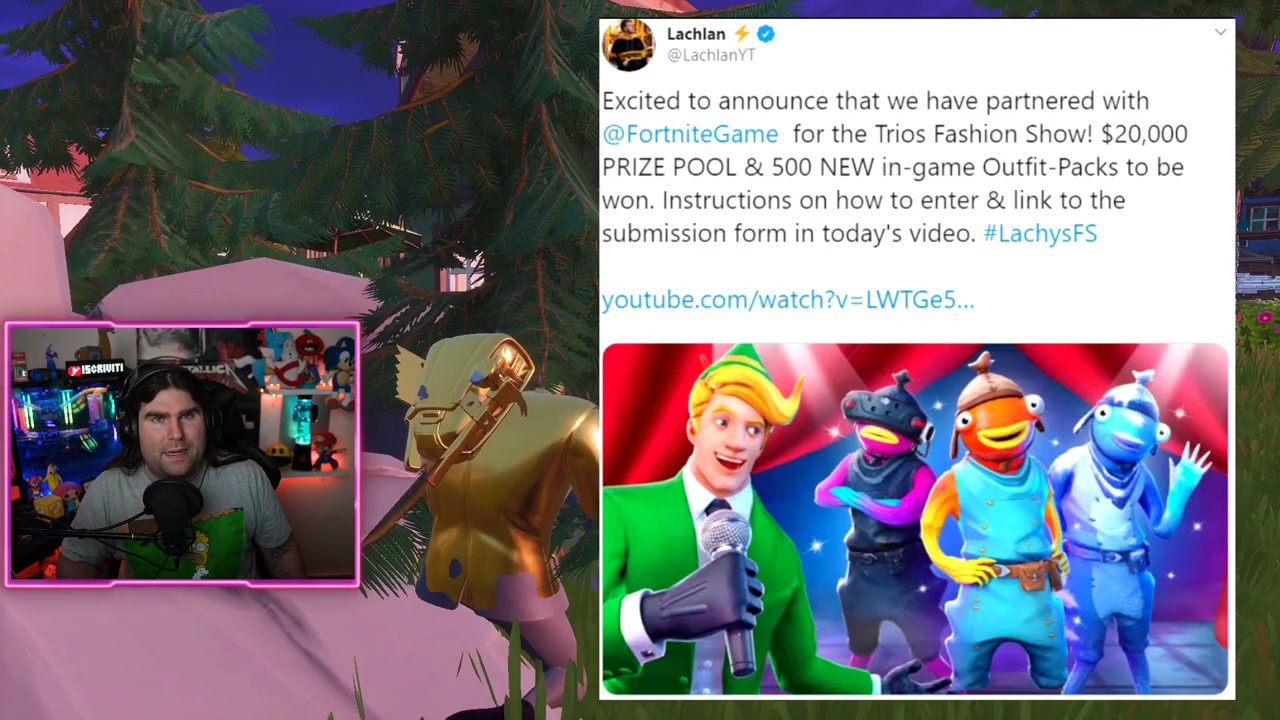 Lachlan
@LachlanYT
Excited to announce that we have partnered with
@FortniteGame for the Trios Fashion Show! $20,000
PRIZE POOL & 500 NEW in-game Outfit-Packs to be
won. Instructions on how to enter & link to the
submission form in today's video. #LachysFS
youtube.com/watch?v=LWTGe5...
ISCRIVITI